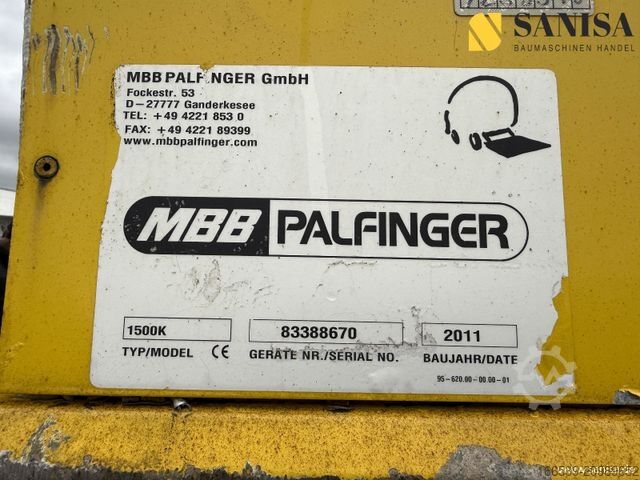 SANISA
BAUMASCHINEN HANDEL
MBB PALFINGER GmbH
Fockestr. 53
D-27777 Ganderkesee
TEL: +49 4221 853 0
FAX: +49 4221 89399
www.mbbpalfinger.com
MBB PALFINGER
1500K 83388670 2011
TYP/MODEL CE GERÄTE NR./SERIAL NO. BAUJAHR/DATE
95-620.00-00.00-01